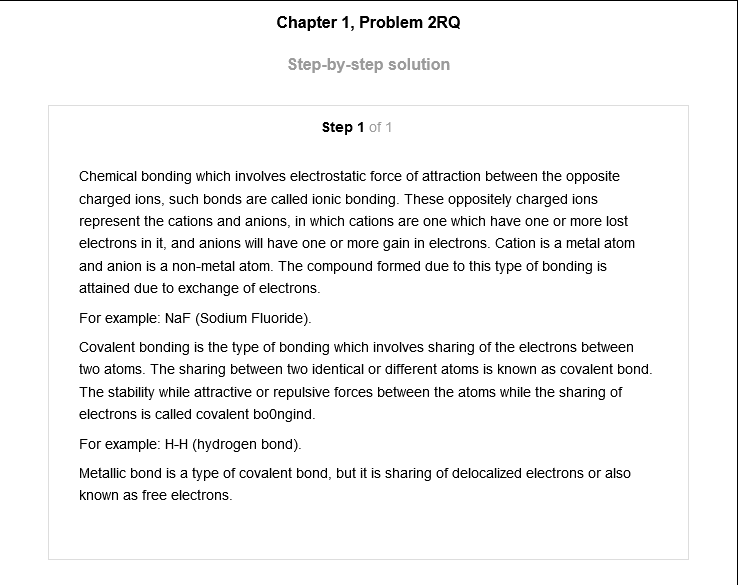 Chapter 1, Problem 2RQ
Step-by-step solution
Step 1 of 1
Chemical bonding which involves electrostatic force of attraction between the opposite
charged ions, such bonds are called ionic bonding. These oppositely charged ions
represent the cations and anions, in which cations are one which have one or more lost
electrons in it, and anions will have one or more gain in electrons. Cation is a metal atom
and anion is a non-metal atom. The compound formed due to this type of bonding is
attained due to exchange of electrons.
For example: NaF (Sodium Fluoride).
Covalent bonding is the type of bonding which involves sharing of the electrons between
two atoms. The sharing between two identical or different atoms is known as covalent bond.
The stability while attractive or repulsive forces between the atoms while the sharing of
electrons is called covalent bo0ngind.
For example: H-H (hydrogen bond).
Metallic bond is a type of covalent bond, but it is sharing of delocalized electrons or also
known as free electrons.